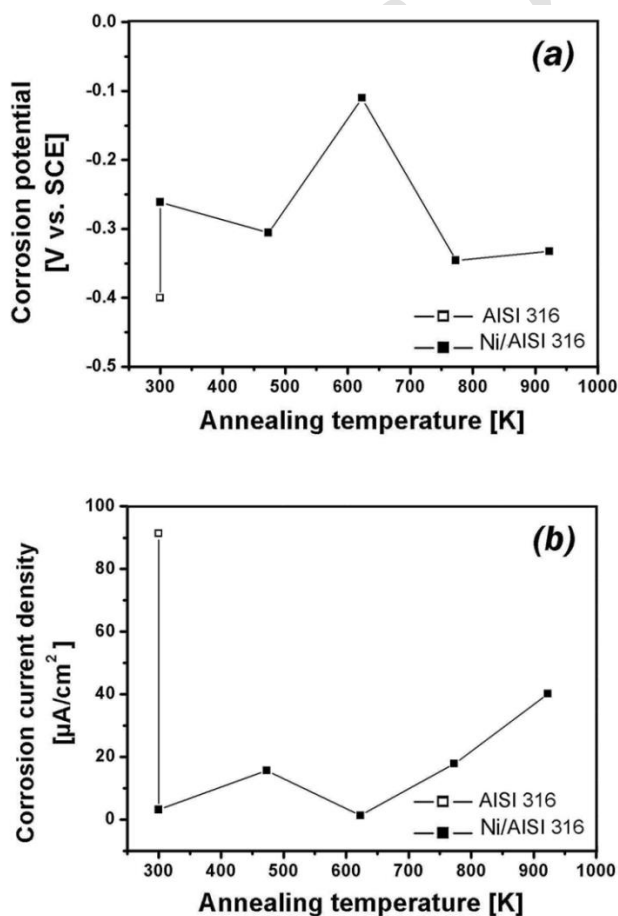 (a)
0.0
-0.1
-0.2
-0.3
-0.4
-0.5
Corrosion potential
[V vs. SCE]
AISI 316
Ni/AISI 316
300 400 500 600 700 800 900 1000
Annealing temperature [K]
(b)
100
80
60
40
20
0
Corrosion current density
[µA/cm²]
AISI 316
Ni/AISI 316
300 400 500 600 700 800 900 1000
Annealing temperature [K]